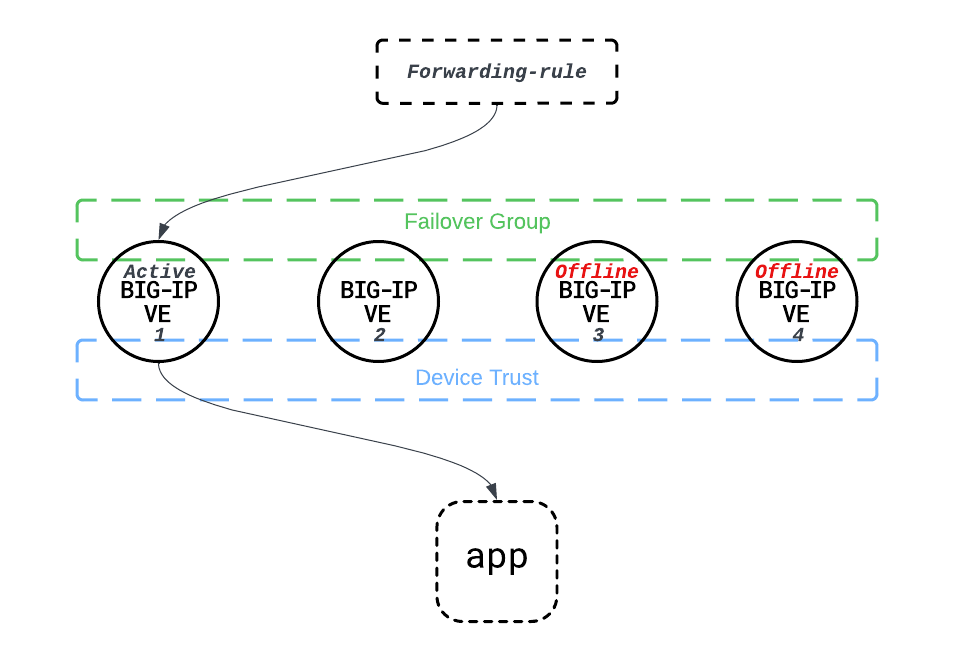 Forwarding-rule
Failover Group
Active
BIG-IP
VE
1
BIG-IP
VE
2
Offline
BIG-IP
VE
3
Offline
BIG-IP
VE
4
Device Trust
app